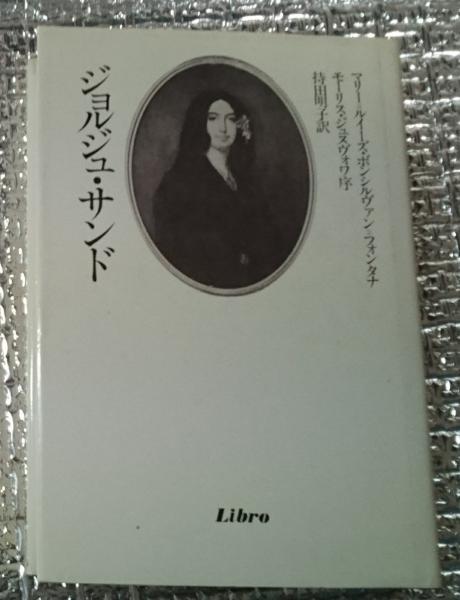 マリー=ルイーズ・ボンシルヴァン=フォンタナ
モーリス・ジュヌヴォワ序
持田明子訳
ジョルジュ・サンド
Libro